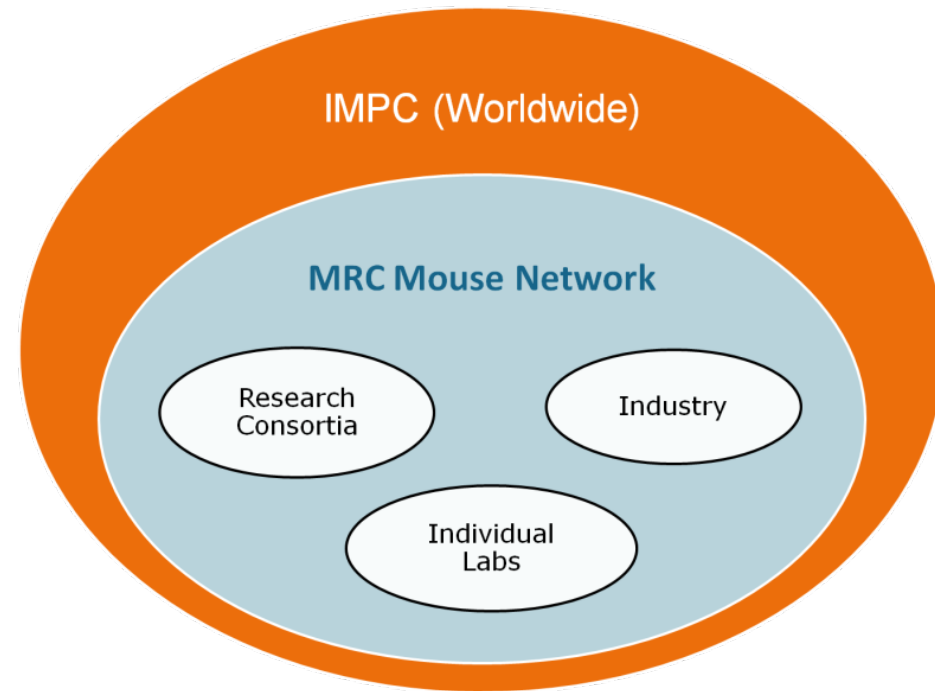 IMPC (Worldwide)
MRC Mouse Network
Research
Consortia
Industry
Individual
Labs